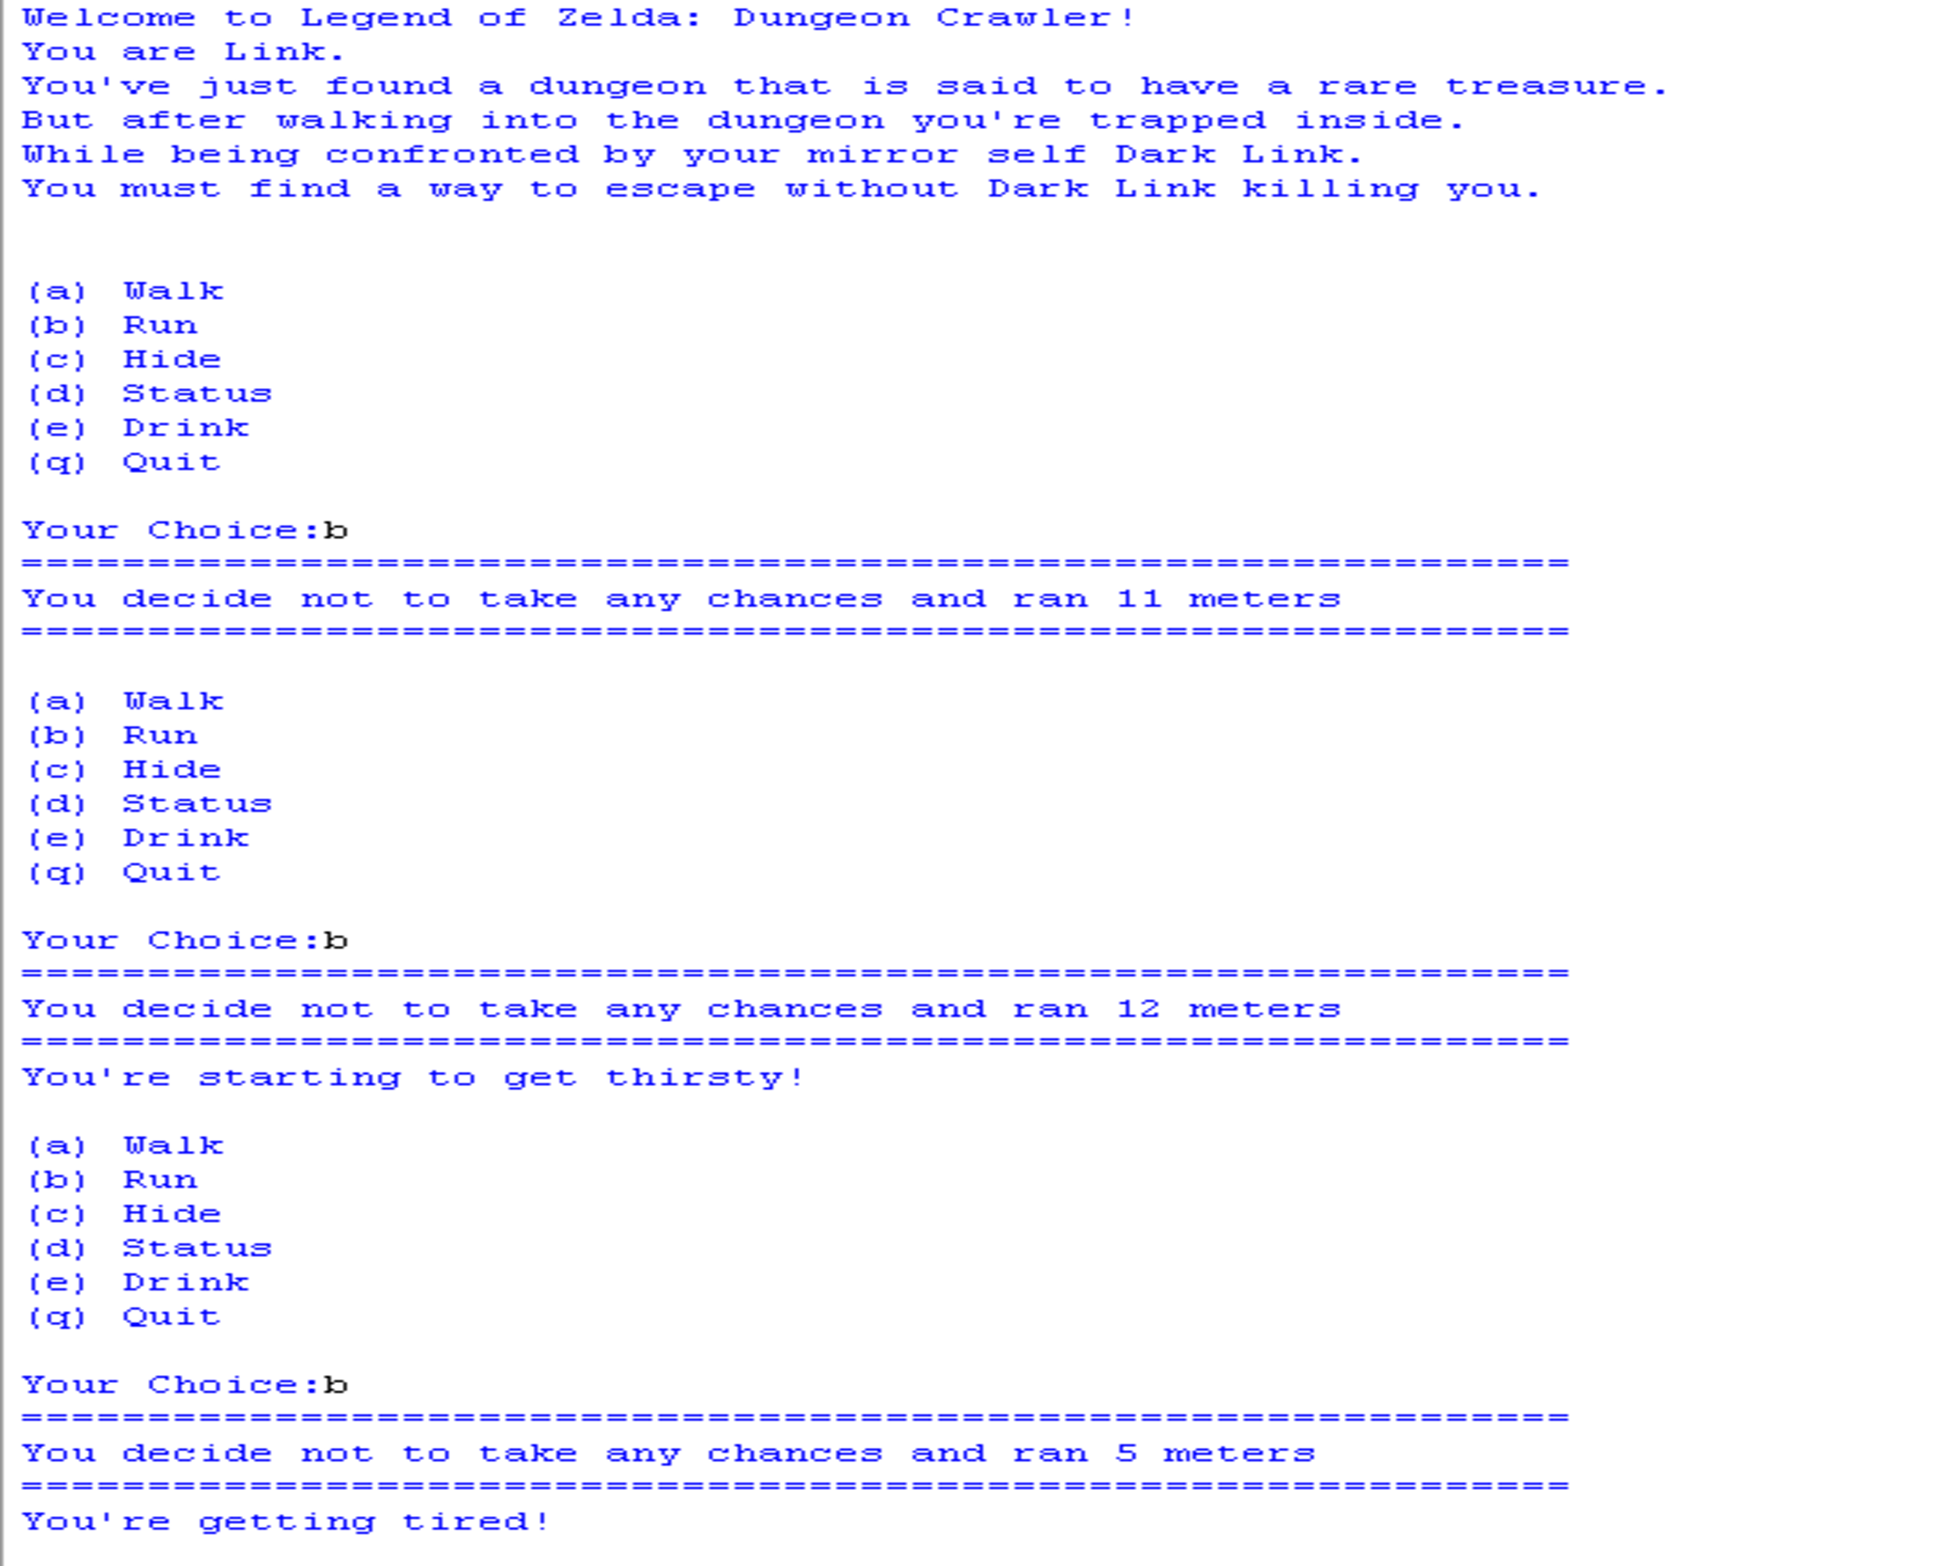 Welcome to Legend of Zelda: Dungeon Crawler!
You are Link.
You've just found a dungeon that is said to have a rare treasure.
But after walking into the dungeon you're trapped inside.
While being confronted by your mirror self Dark Link.
You must find a way to escape without Dark Link killing you.
(a) Walk
(b) Run
(c) Hide
(d) Status
(e) Drink
(q) Quit
Your Choice:b
=============================================================
You decide not to take any chances and ran 11 meters
=============================================================
(a) Walk
(b) Run
(c) Hide
(d) Status
(e) Drink
(q) Quit
Your Choice:b
=============================================================
You decide not to take any chances and ran 12 meters
=============================================================
You're starting to get thirsty!
(a) Walk
(b) Run
(c) Hide
(d) Status
(e) Drink
(q) Quit
Your Choice:b
=============================================================
You decide not to take any chances and ran 5 meters
=============================================================
You're getting tired!